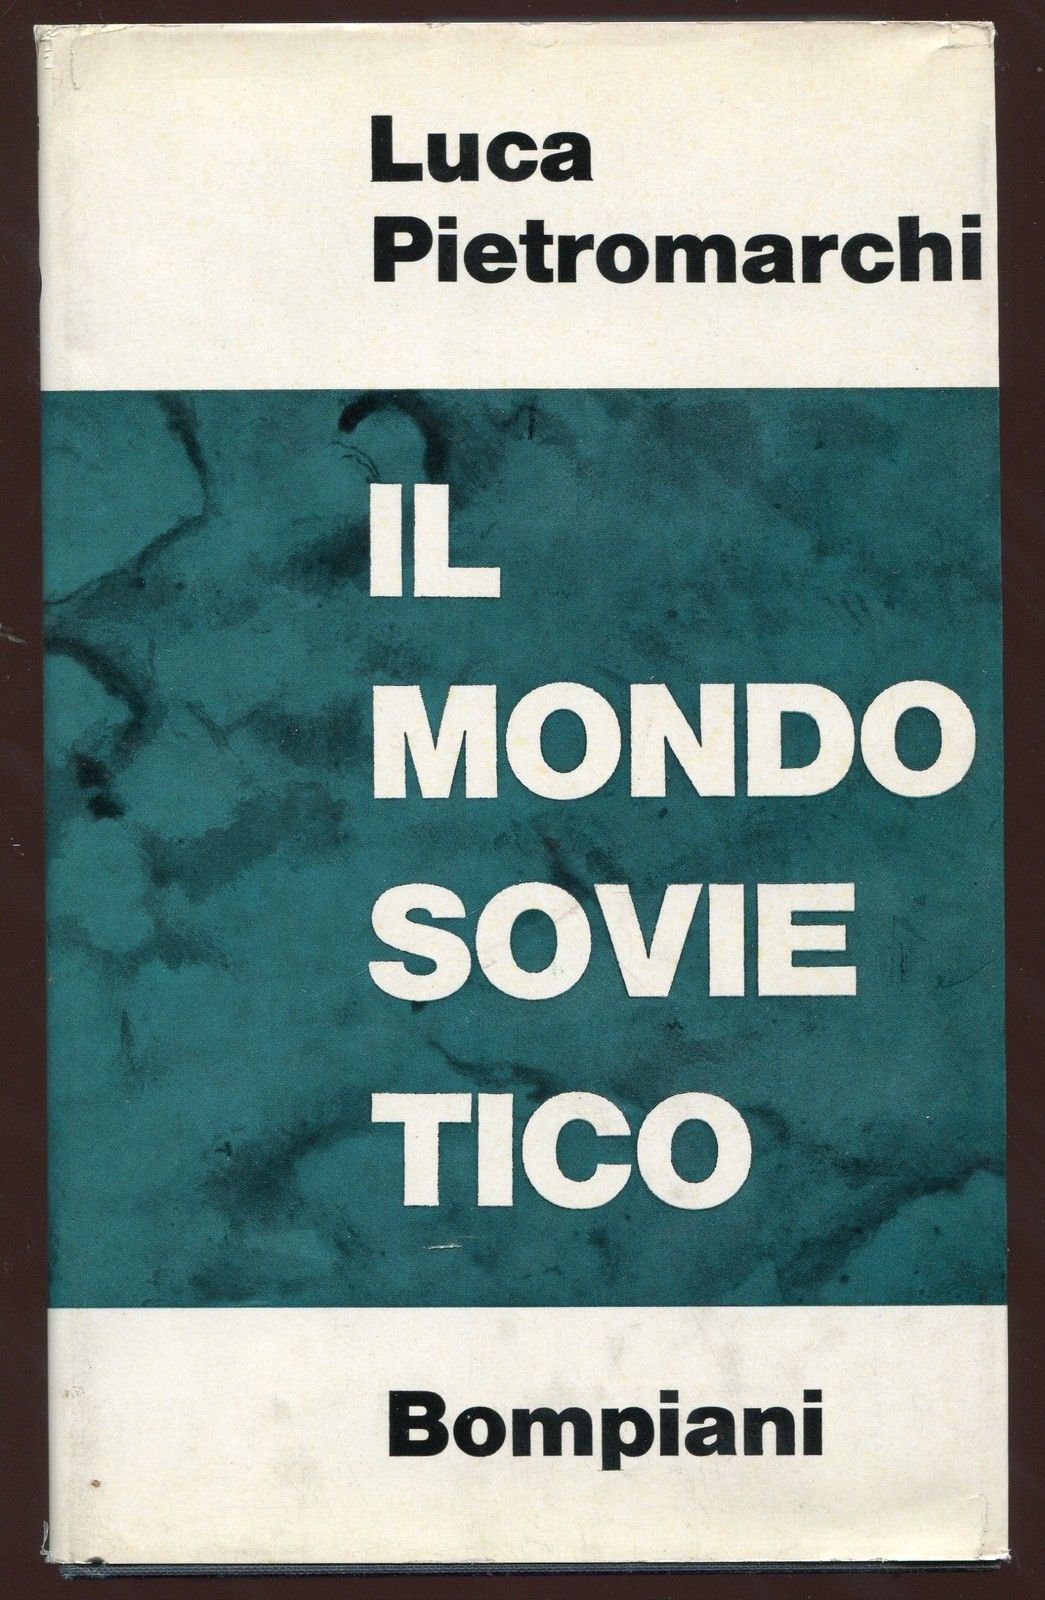 Luca
Pietromarchi
IL
MONDO
SOVIE
TICO
Bompiani